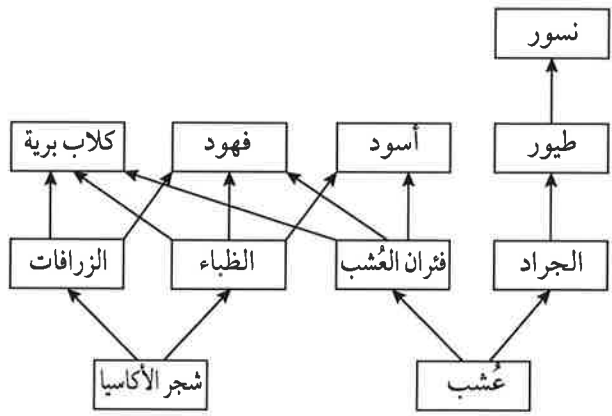 نسور
كلاب برية
فهود
أسود
طيور
الزرافات
الظباء
فئران العُشب
الجراد
شجر الأكاسيا
عُشب